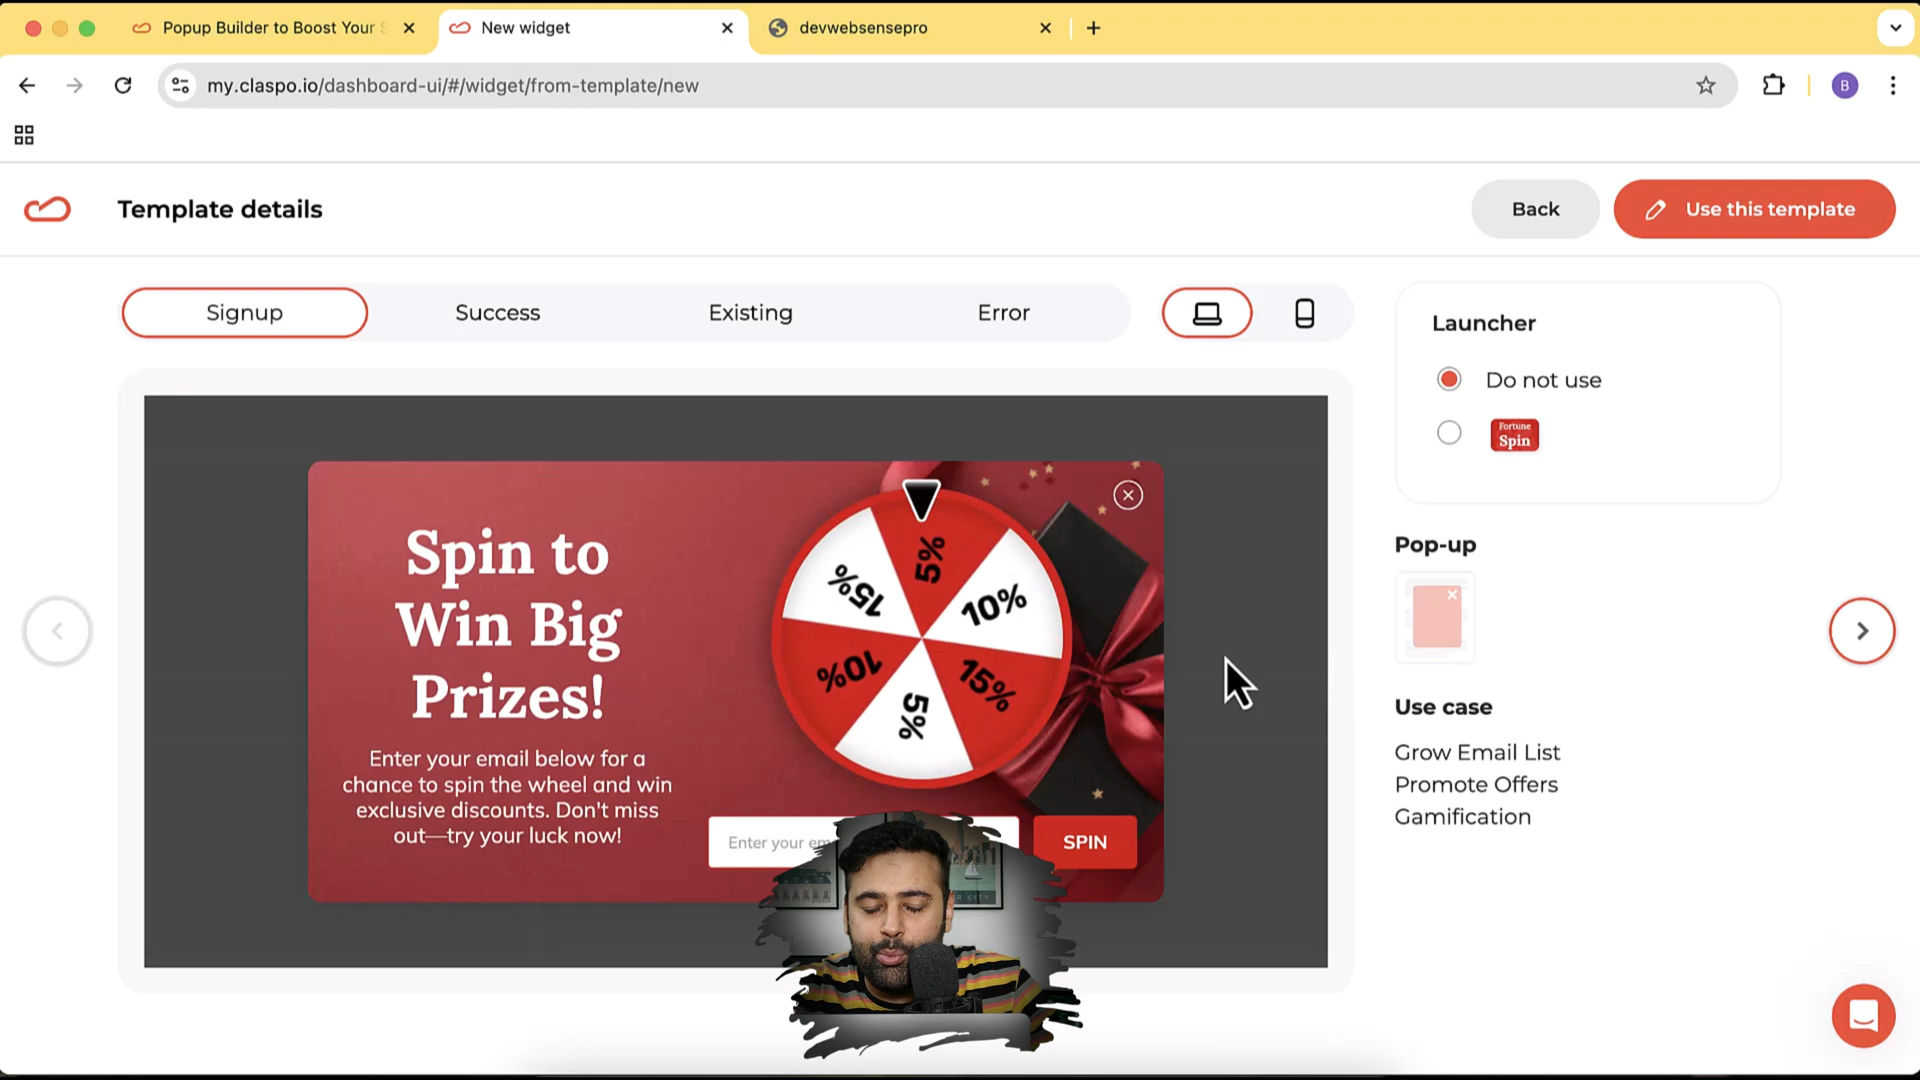 Popup Builder to Boost Your S
New widget
devwebsensepro
my.claspo.io/dashboard-ui/#/widget/from-template/new
B
Template details
Back
Use this template
Signup
Success
Existing
Error
Launcher
Do not use
Fortune
Spin
Spin to
Win Big
Prizes!
Enter your email below for a
chance to spin the wheel and win
exclusive discounts. Don't miss
out—try your luck now!
5%
10%
15%
5%
10%
15%
Enter your em
SPIN
Pop-up
Use case
Grow Email List
Promote Offers
Gamification